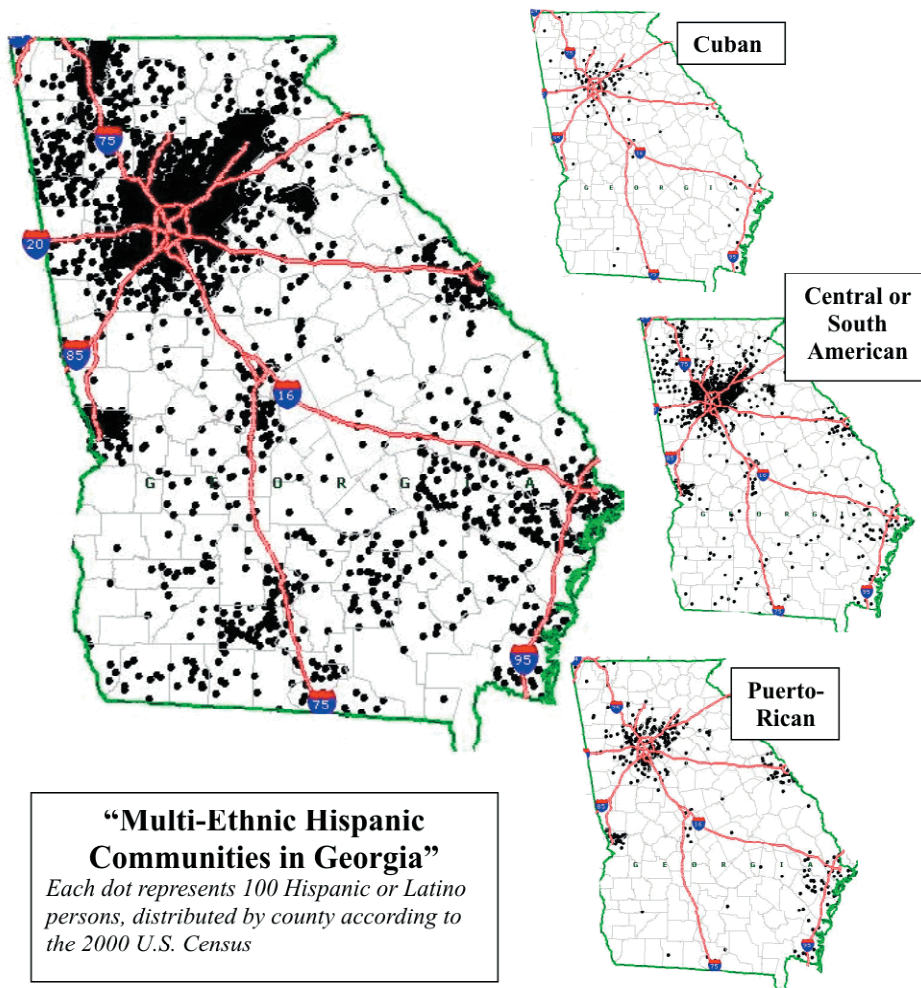 Cuban
Central or
South
American
Puerto-
Rican
75
20
85
16
95
75
G E O R G I A
G E O R G I A
G E O R G I
G E O R G I A
“Multi-Ethnic Hispanic
Communities in Georgia”
Each dot represents 100 Hispanic or Latino
persons, distributed by county according to
the 2000 U.S. Census